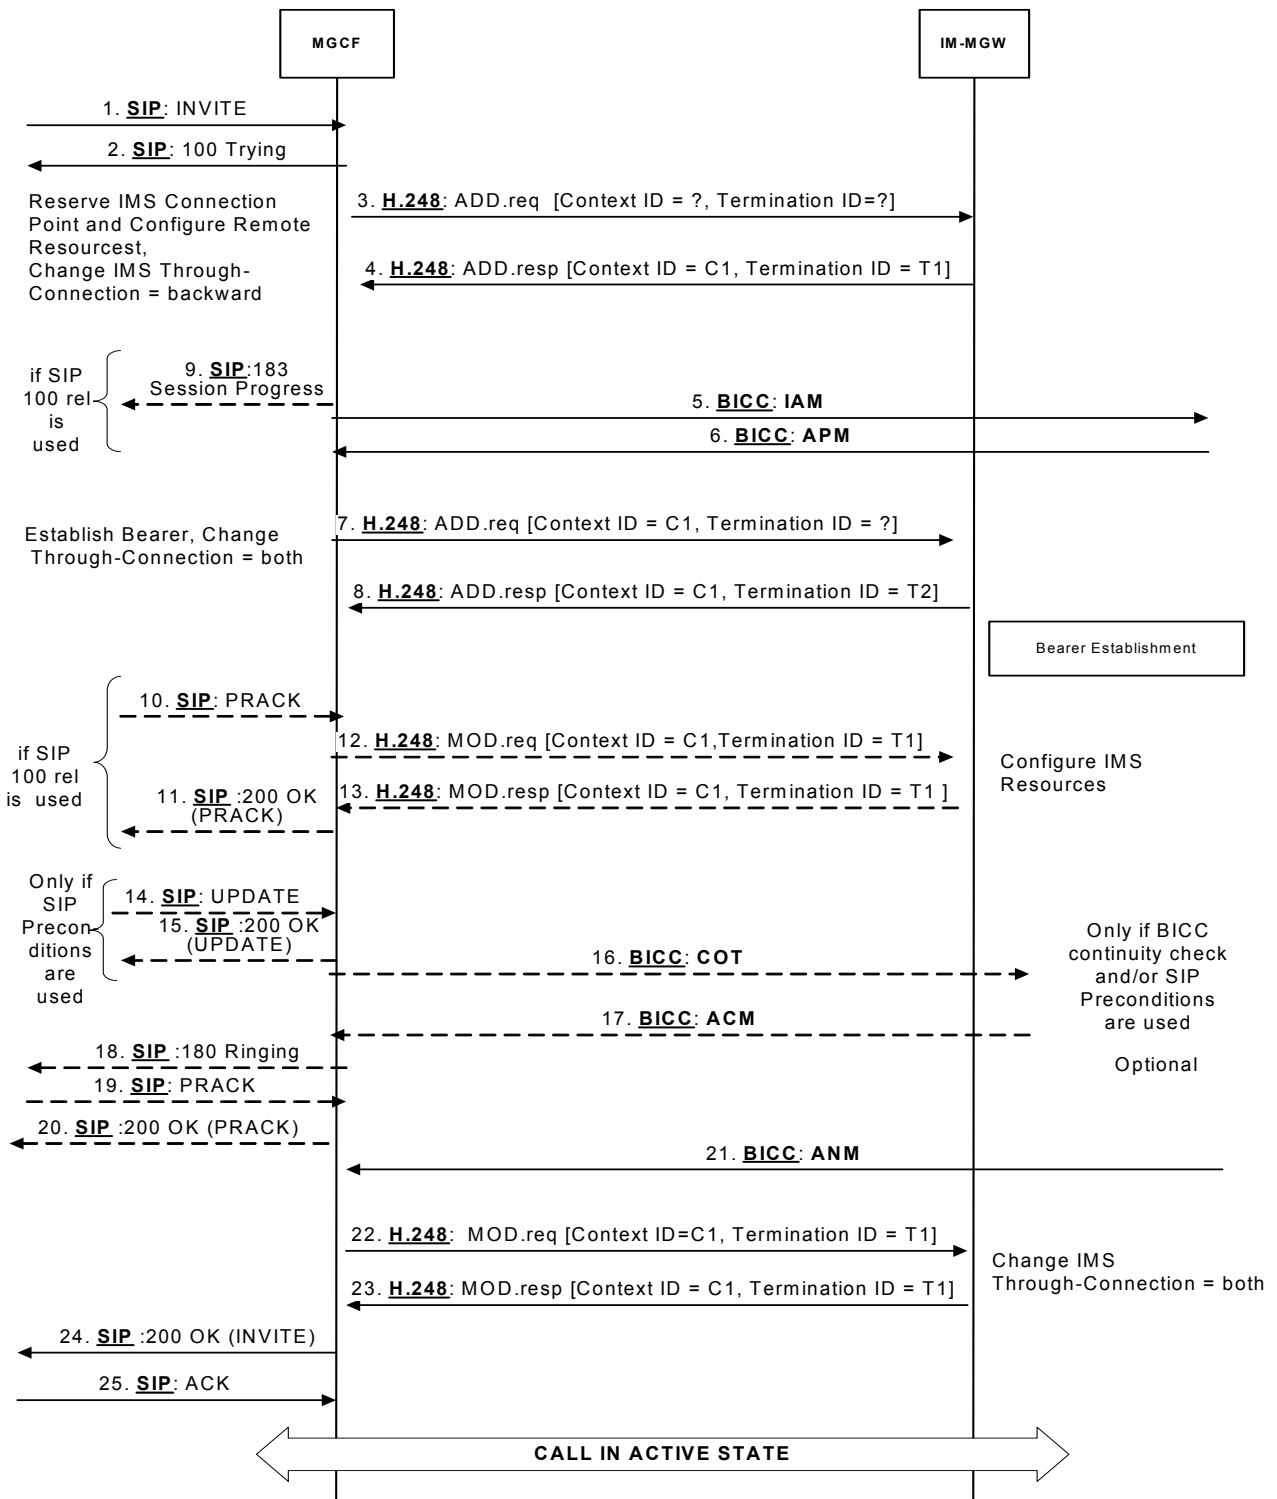 MGCF
IM-MGW
1. SIP: INVITE
2. SIP: 100 Trying
Reserve IMS Connection
Point and Configure Remote
Resourcest,
Change IMS Through-
Connection = backward
3. H.248: ADD.req [Context ID = ?, Termination ID=?]
4. H.248: ADD.resp [Context ID = C1, Termination ID = T1]
if SIP
100 rel
is
used
9. SIP:183
Session Progress
5. BICC: IAM
6. BICC: APM
Establish Bearer, Change
Through-Connection = both
7. H.248: ADD.req [Context ID = C1, Termination ID = ?]
8. H.248: ADD.resp [Context ID = C1, Termination ID = T2]
Bearer Establishment
if SIP
100 rel
is used
10. SIP: PRACK
12. H.248: MOD.req [Context ID = C1,Termination ID = T1]
13. H.248: MOD.resp [Context ID = C1, Termination ID = T1 ]
11. SIP :200 OK
(PRACK)
Configure IMS
Resources
Only if
SIP
Precon
ditions
are
used
14. SIP: UPDATE
15. SIP :200 OK
(UPDATE)
16. BICC: COT
Only if BICC
continuity check
and/or SIP
Preconditions
are used
17. BICC: ACM
Optional
18. SIP :180 Ringing
19. SIP: PRACK
20. SIP :200 OK (PRACK)
21. BICC: ANM
22. H.248: MOD.req [Context ID=C1, Termination ID = T1]
23. H.248: MOD.resp [Context ID = C1, Termination ID = T1]
Change IMS
Through-Connection = both
24. SIP :200 OK (INVITE)
25. SIP: ACK
CALL IN ACTIVE STATE